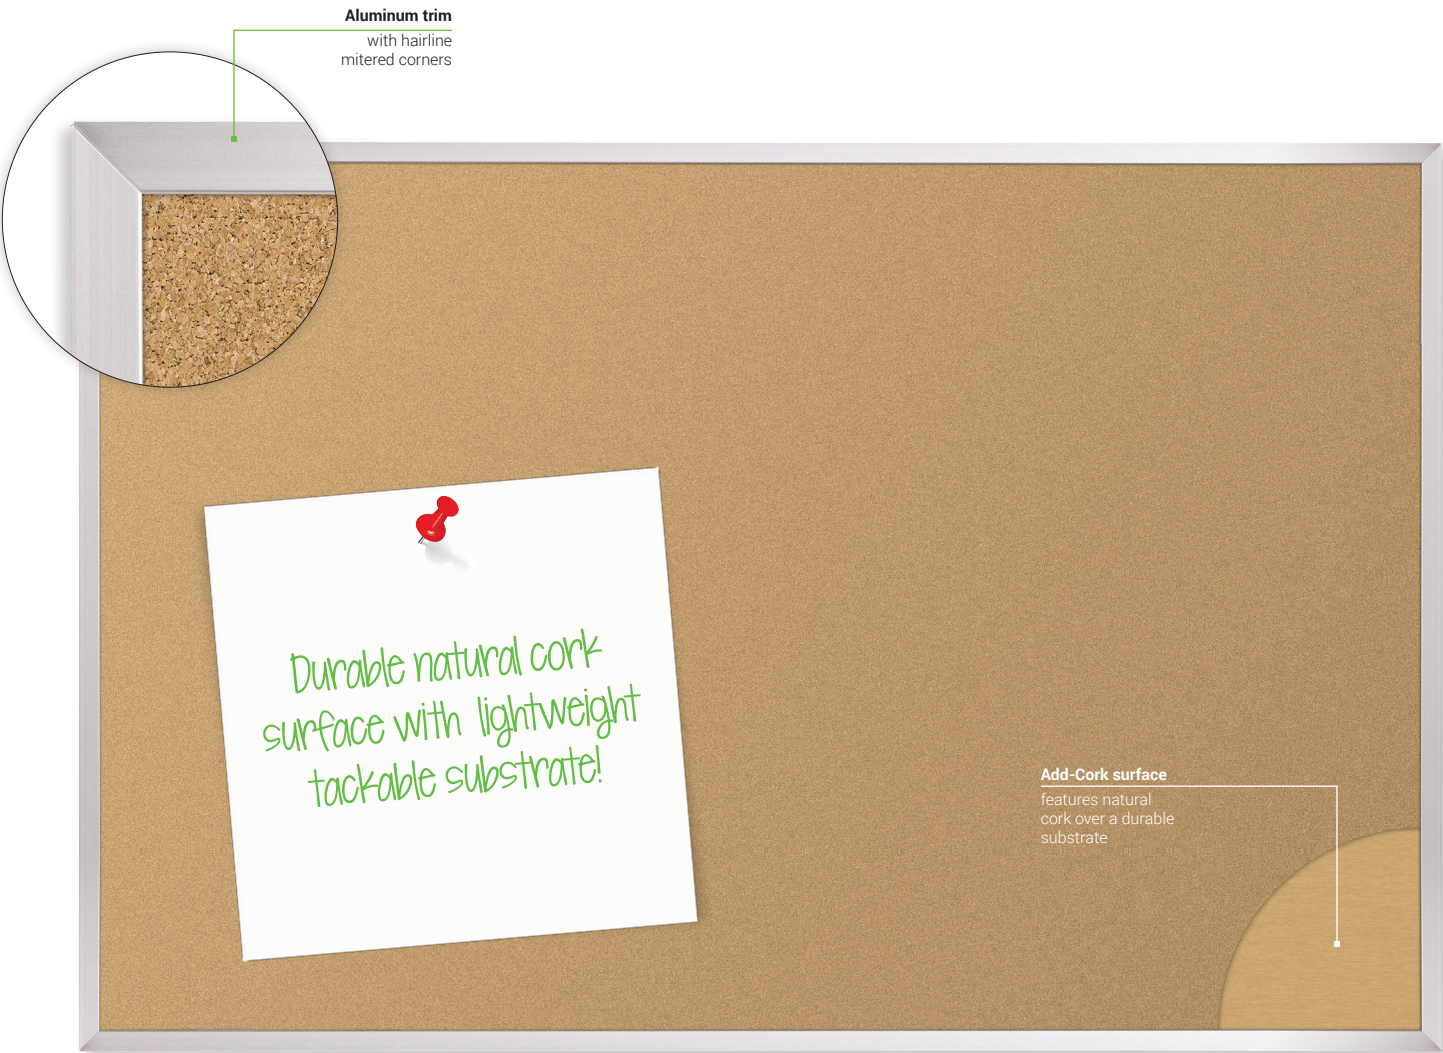 Aluminum trim
with hairline
mitered corners
Durable natural cork
surface with lightweight
tackable substrate!
Add-Cork surface
features natural
cork over a durable
substrate